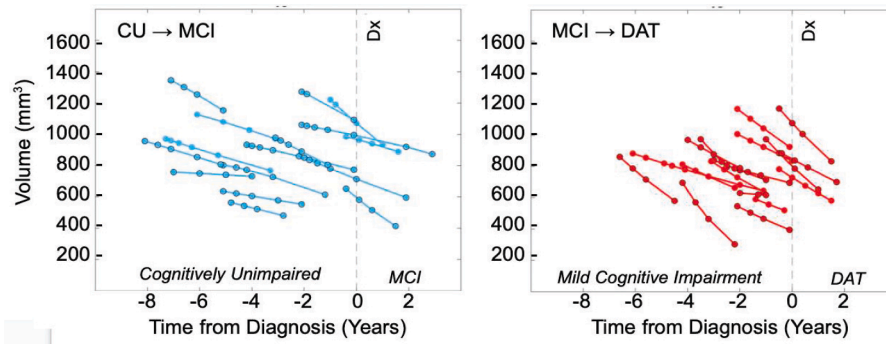 CU → MCI
Dx
Volume (mm³)
1600
1400
1200
1000
800
600
400
200
Cognitively Unimpaired
MCI
-8
-6
-4
-2
0
2
Time from Diagnosis (Years)
MCI → DAT
Dx
1600
1400
1200
1000
800
600
400
200
Mild Cognitive Impairment
DAT
-8
-6
-4
-2
0
2
Time from Diagnosis (Years)